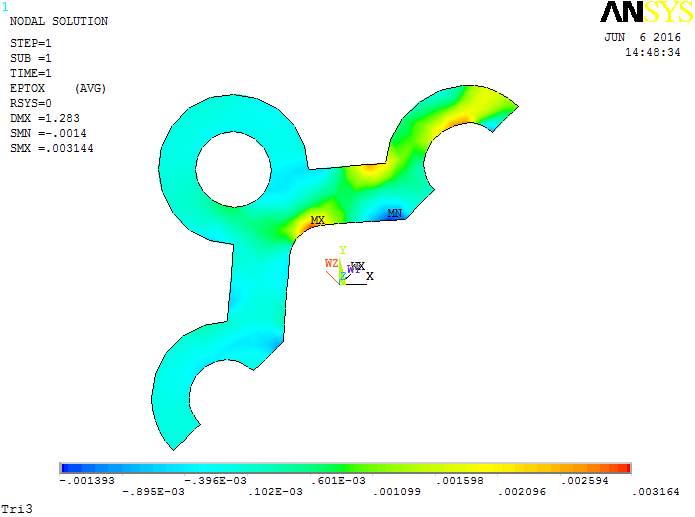 1
NODAL SOLUTION
ANSYS
JUN 6 2016
14:48:34
STEP=1
SUB =1
TIME=1
EPTOX (AVG)
RSYS=0
DMX =1.283
SMN =-.0014
SMX =.003144
MX
MN
Y
WZ
WX
WY
X
Z
-.001393 -.396E-03 .601E-03 .001598 .002594
-.895E-03 .102E-03 .001099 .002096 .003164
Tri3